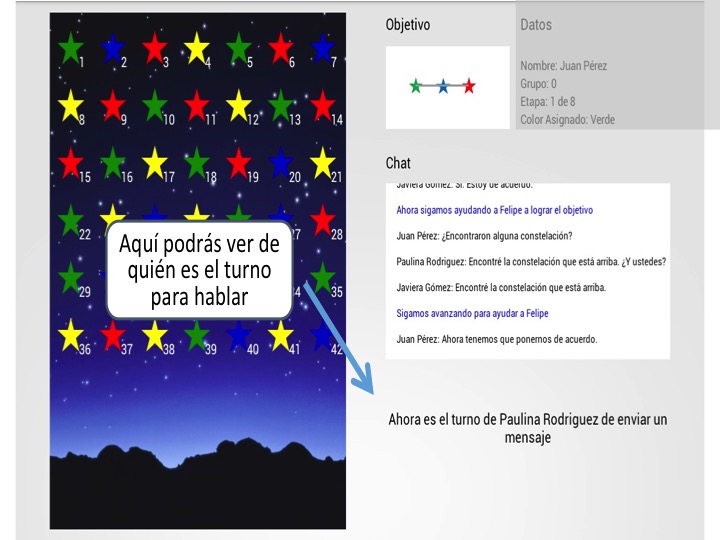 1 2 3 4 5 6 7
8 9 10 11 12 13 14
15 16 17 18 19 20 21
22 28
29 35
36 37 38 39 40 41 42
Aquí podrás ver de
quién es el turno
para hablar
Objetivo
Datos
Nombre: Juan Pérez
Grupo: 0
Etapa: 1 de 8
Color Asignado: Verde
Chat
Javiera Gómez: Sí. Estoy de acuerdo.
Ahora sigamos ayudando a Felipe a lograr el objetivo
Juan Pérez: ¿Encontraron alguna constelación?
Paulina Rodriguez: Encontré la constelación que está arriba. ¿Y ustedes?
Javiera Gómez: Encontré la constelación que está arriba.
Sigamos avanzando para ayudar a Felipe
Juan Pérez: Ahora tenemos que ponernos de acuerdo.
Ahora es el turno de Paulina Rodriguez de enviar un
mensaje